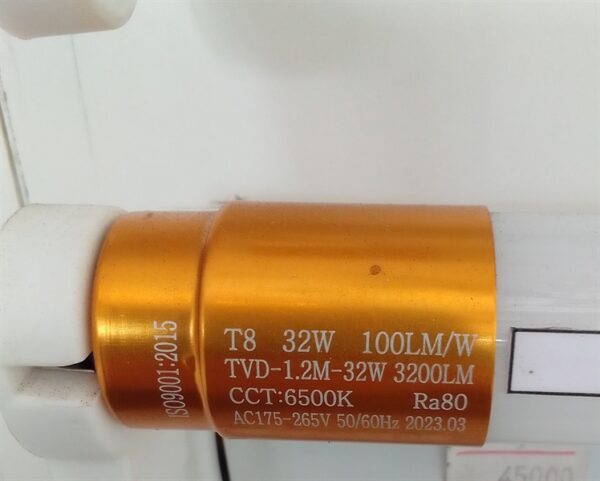 ISO9001:2015
T8 32W 100LM/W
TVD-1.2M-32W 3200LM
CCT:6500K Ra80
AC175-265V 50/60Hz 2023.03
45000